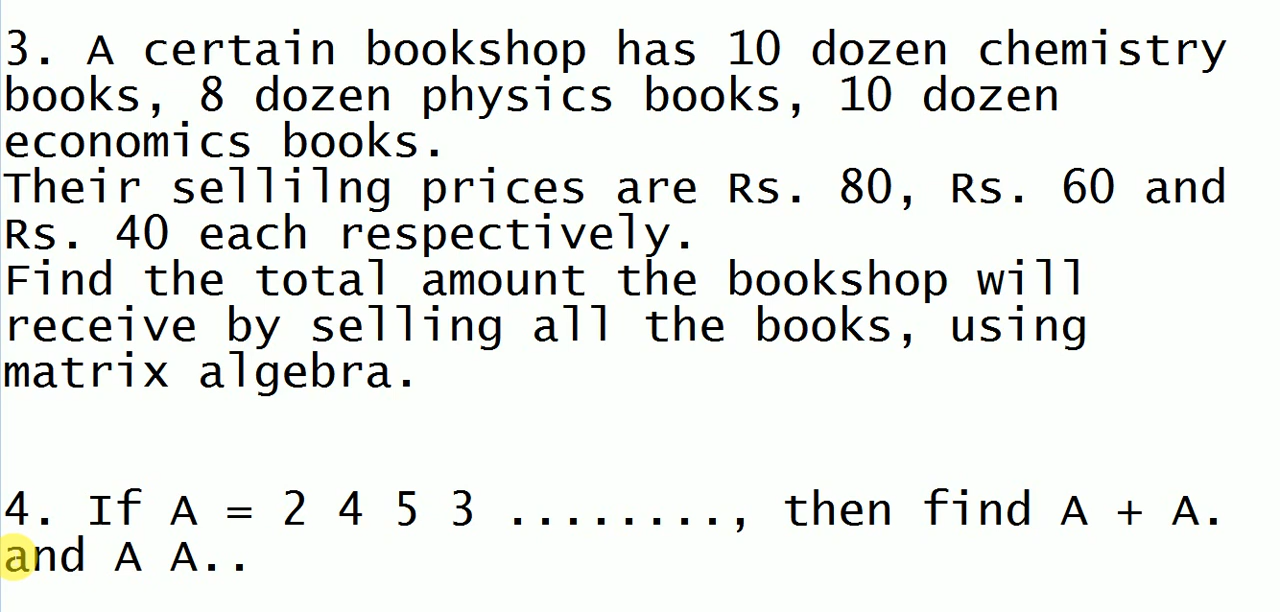 3. A certain bookshop has 10 dozen chemistry
books, 8 dozen physics books, 10 dozen
economics books.
Their sellilng prices are Rs. 80, Rs. 60 and
Rs. 40 each respectively.
Find the total amount the bookshop will
receive by selling all the books, using
matrix algebra.
4. If A = 2 4 5 3 ........, then find A + A.
and A A..